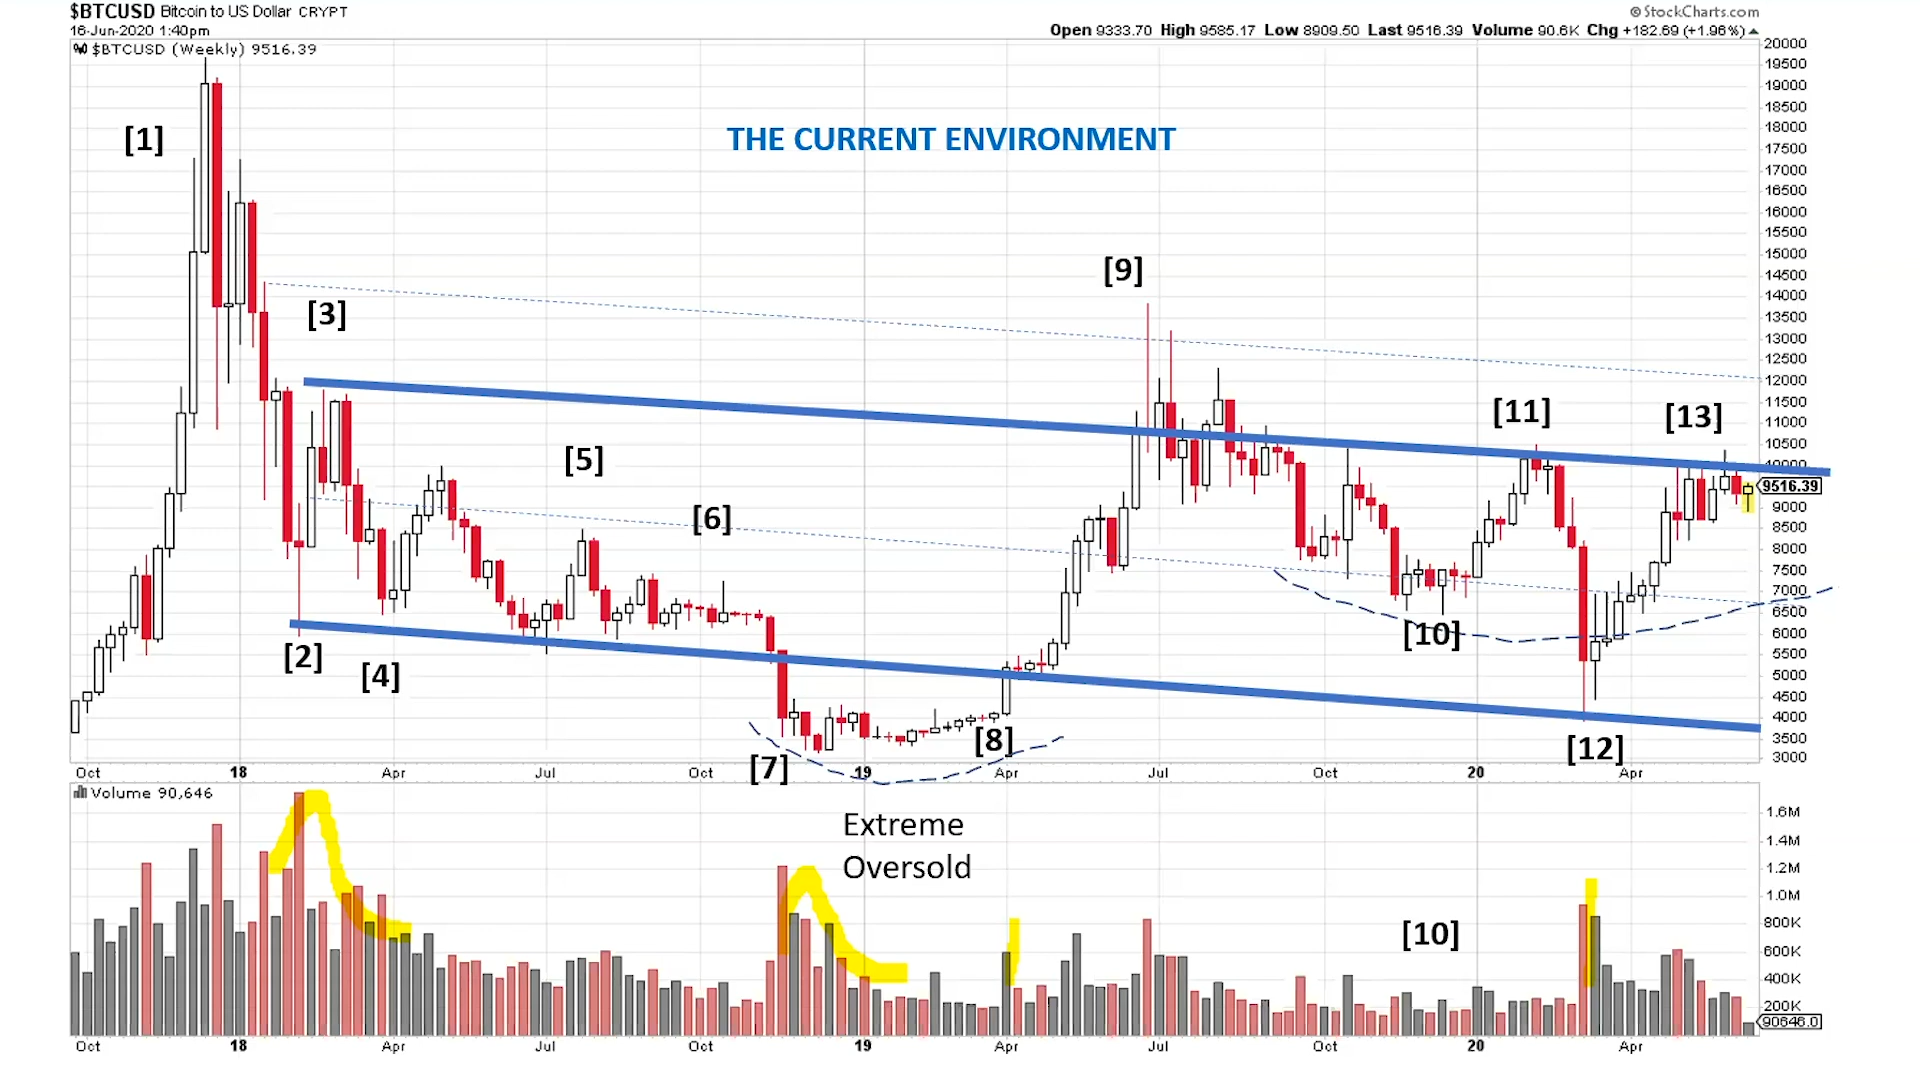 $BTCUSD Bitcoin to US Dollar CRYPT
© StockCharts.com
16-Jun-2020 1:40pm
Open 9333.70 High 9585.17 Low 8909.50 Last 9516.39 Volume 90.6K Chg +182.69 (+1.96%)
$BTCUSD (Weekly) 9516.39
THE CURRENT ENVIRONMENT
[1]
[2]
[3]
[4]
[5]
[6]
[7]
[8]
[9]
[10]
[11]
[12]
[13]
20000
19500
19000
18500
18000
17500
17000
16500
16000
15500
15000
14500
14000
13500
13000
12500
12000
11500
11000
10500
10000
9516.39
9000
8500
8000
7500
7000
6500
6000
5500
5000
4500
4000
3500
3000
Oct 18 Apr Jul Oct 19 Apr Jul Oct 20 Apr
Volume 90,646
Extreme
Oversold
[10]
1.6M
1.4M
1.2M
1.0M
800K
600K
400K
200K
90646.0
Oct 18 Apr Jul Oct 19 Apr Jul Oct 20 Apr